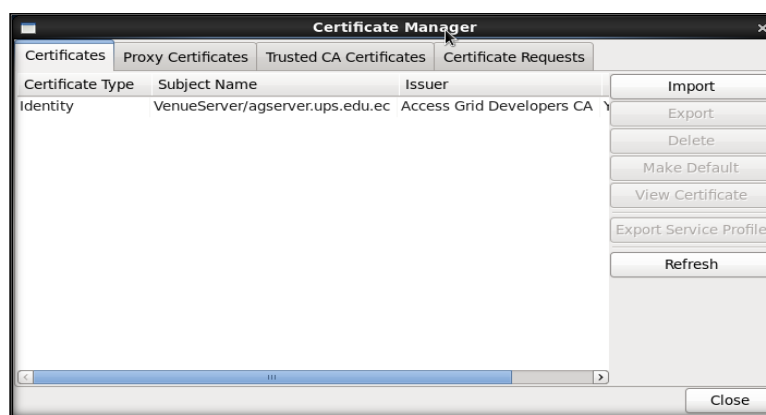 Certificate Manager
Certificates Proxy Certificates Trusted CA Certificates Certificate Requests
Certificate Type Subject Name Issuer
Identity VenueServer/agserver.ups.edu.ec Access Grid Developers CA Y
Import
Export
Delete
Make Default
View Certificate
Export Service Profile
Refresh
Close